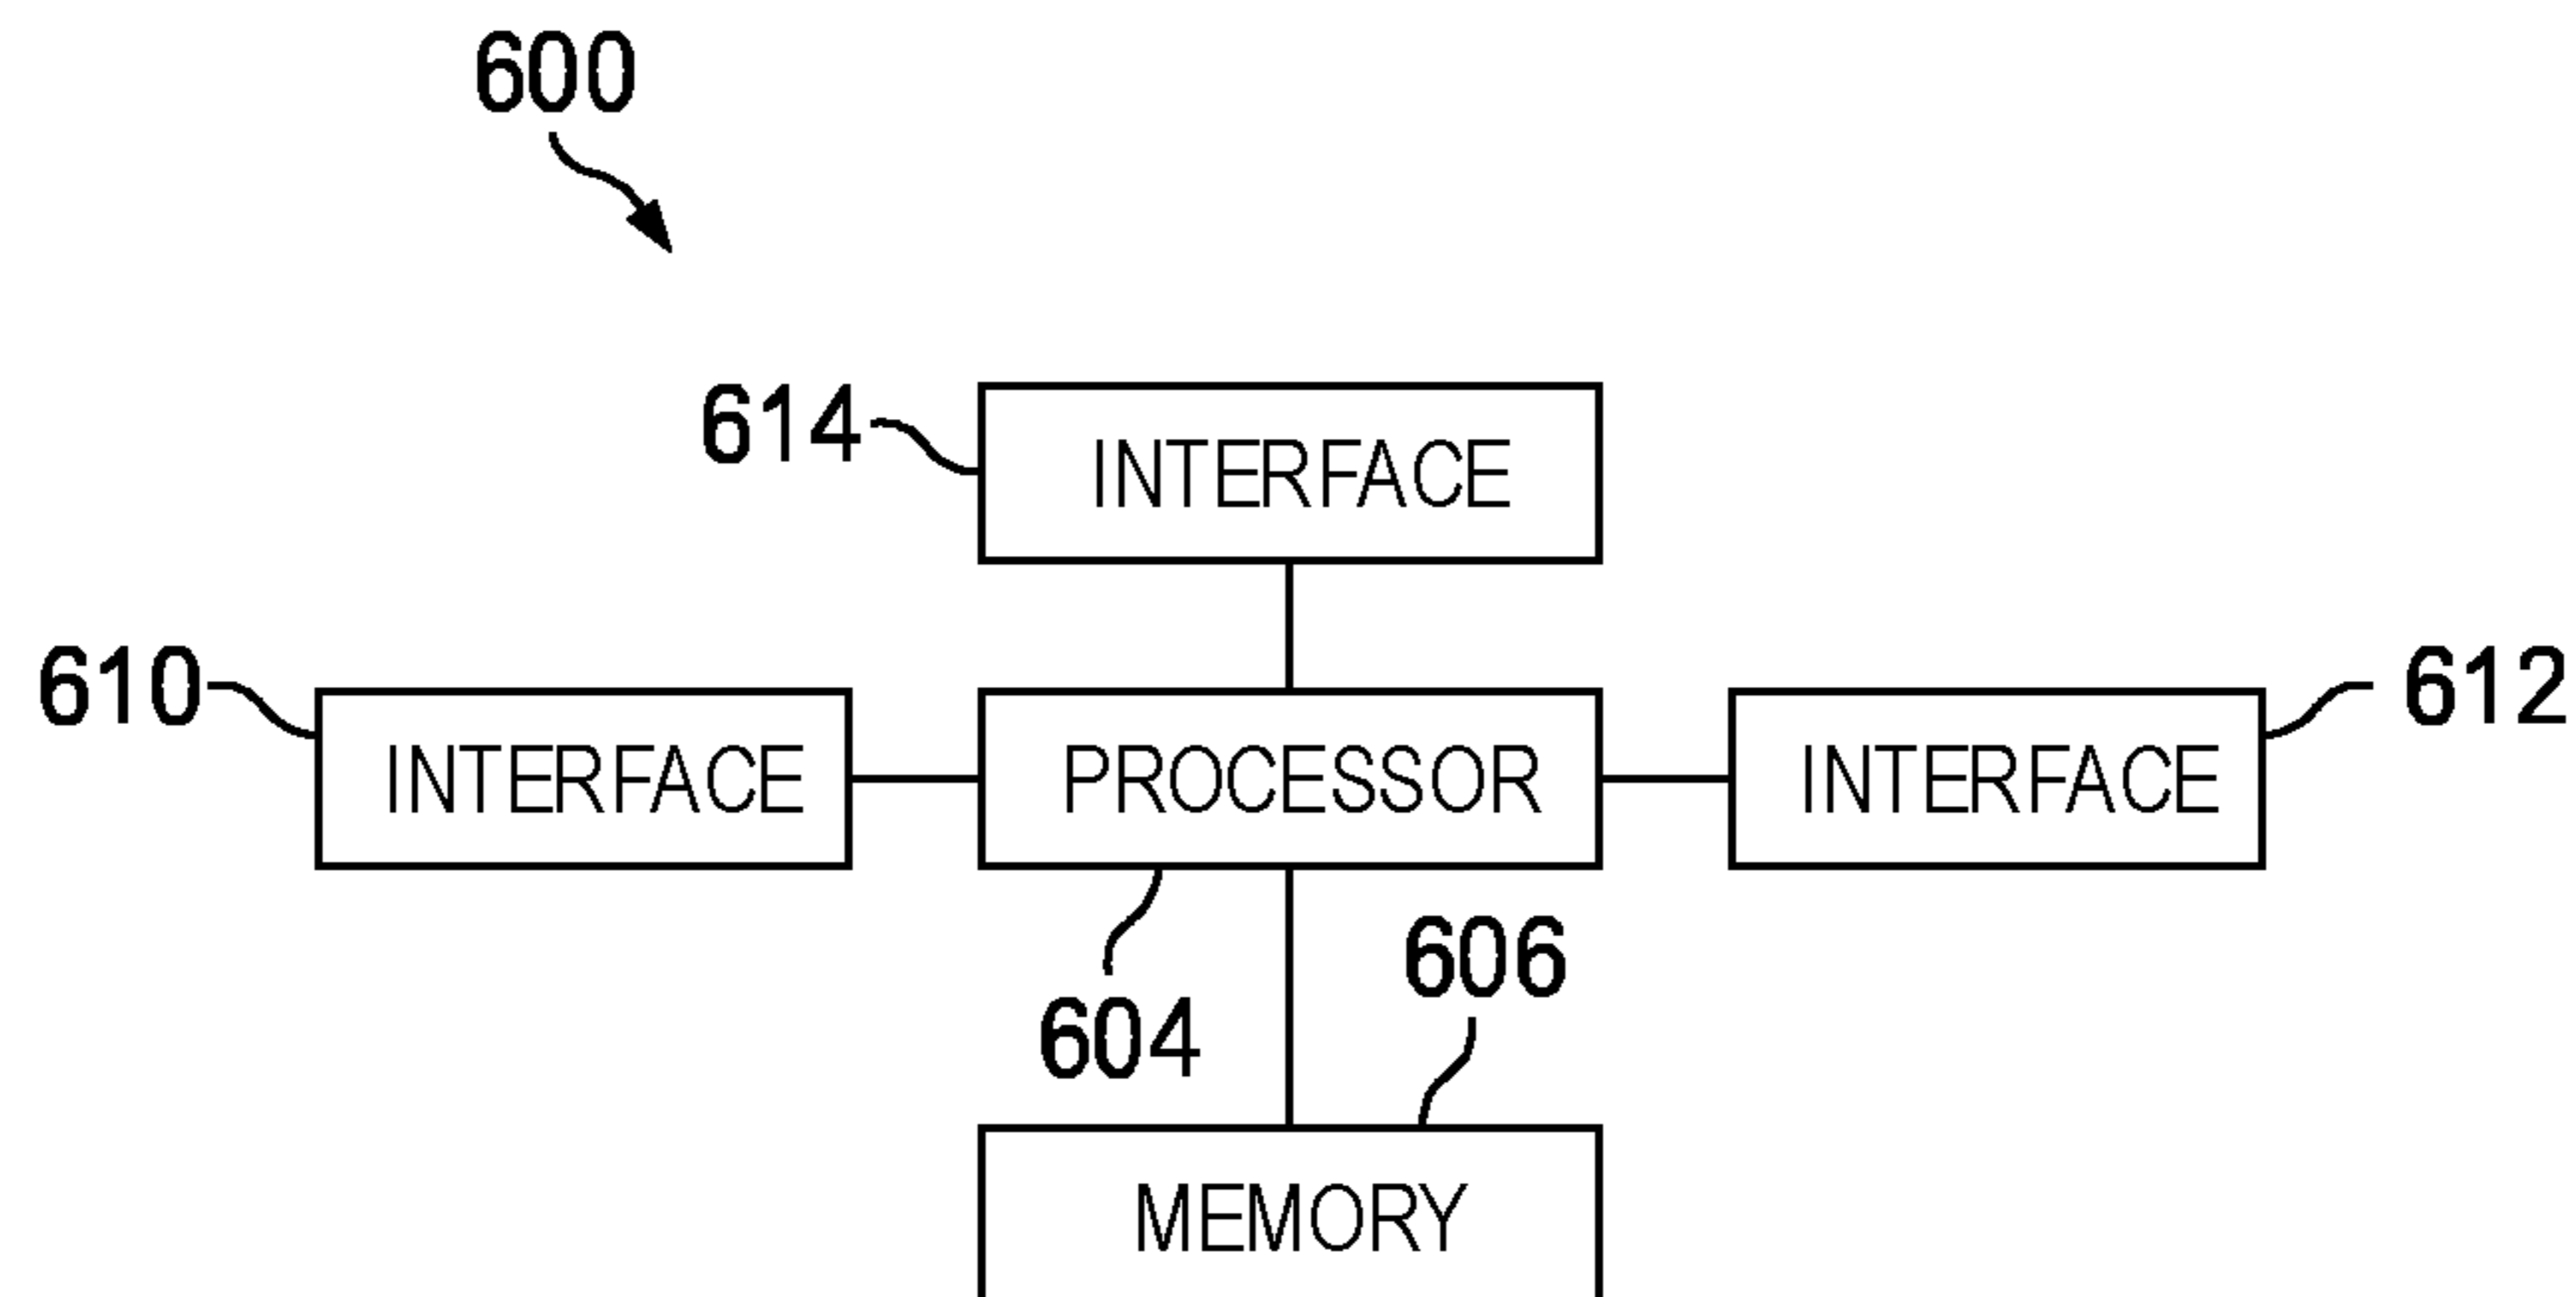 600
614
INTERFACE
610
INTERFACE
PROCESSOR
INTERFACE
612
604
606
MEMORY